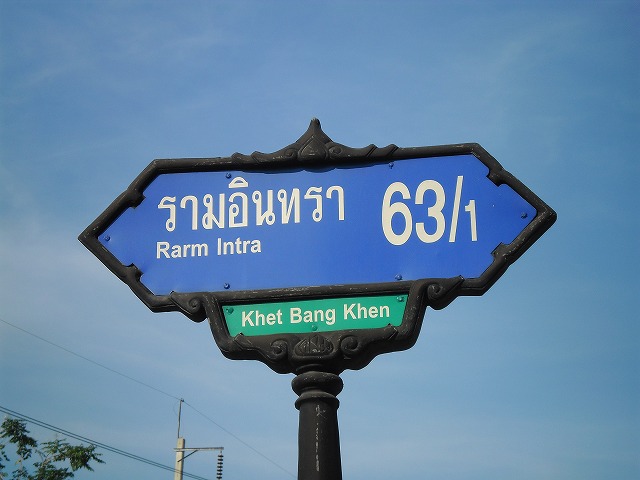 รามอินทรา 63/1
Rarm Intra
Khet Bang Khen